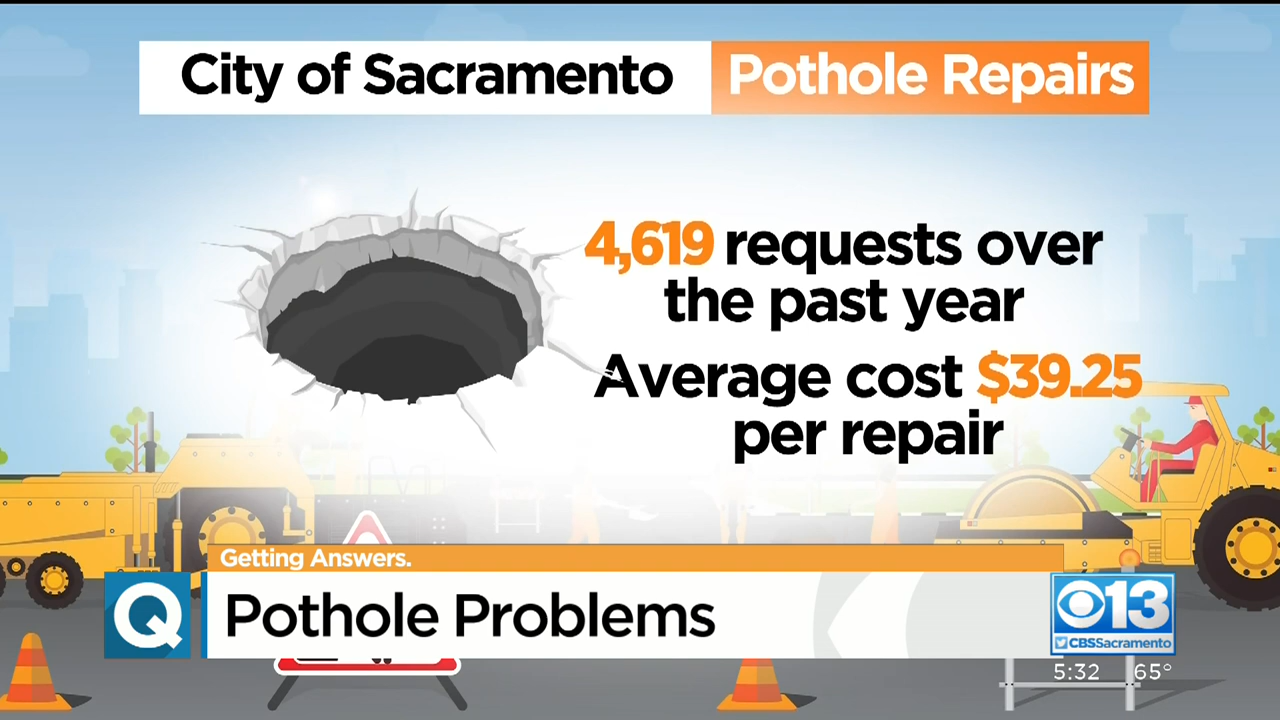 City of Sacramento Pothole Repairs
4,619 requests over
the past year
Average cost $39.25
per repair
Getting Answers.
Q Pothole Problems
13
CBSSacramento
5:32 65°